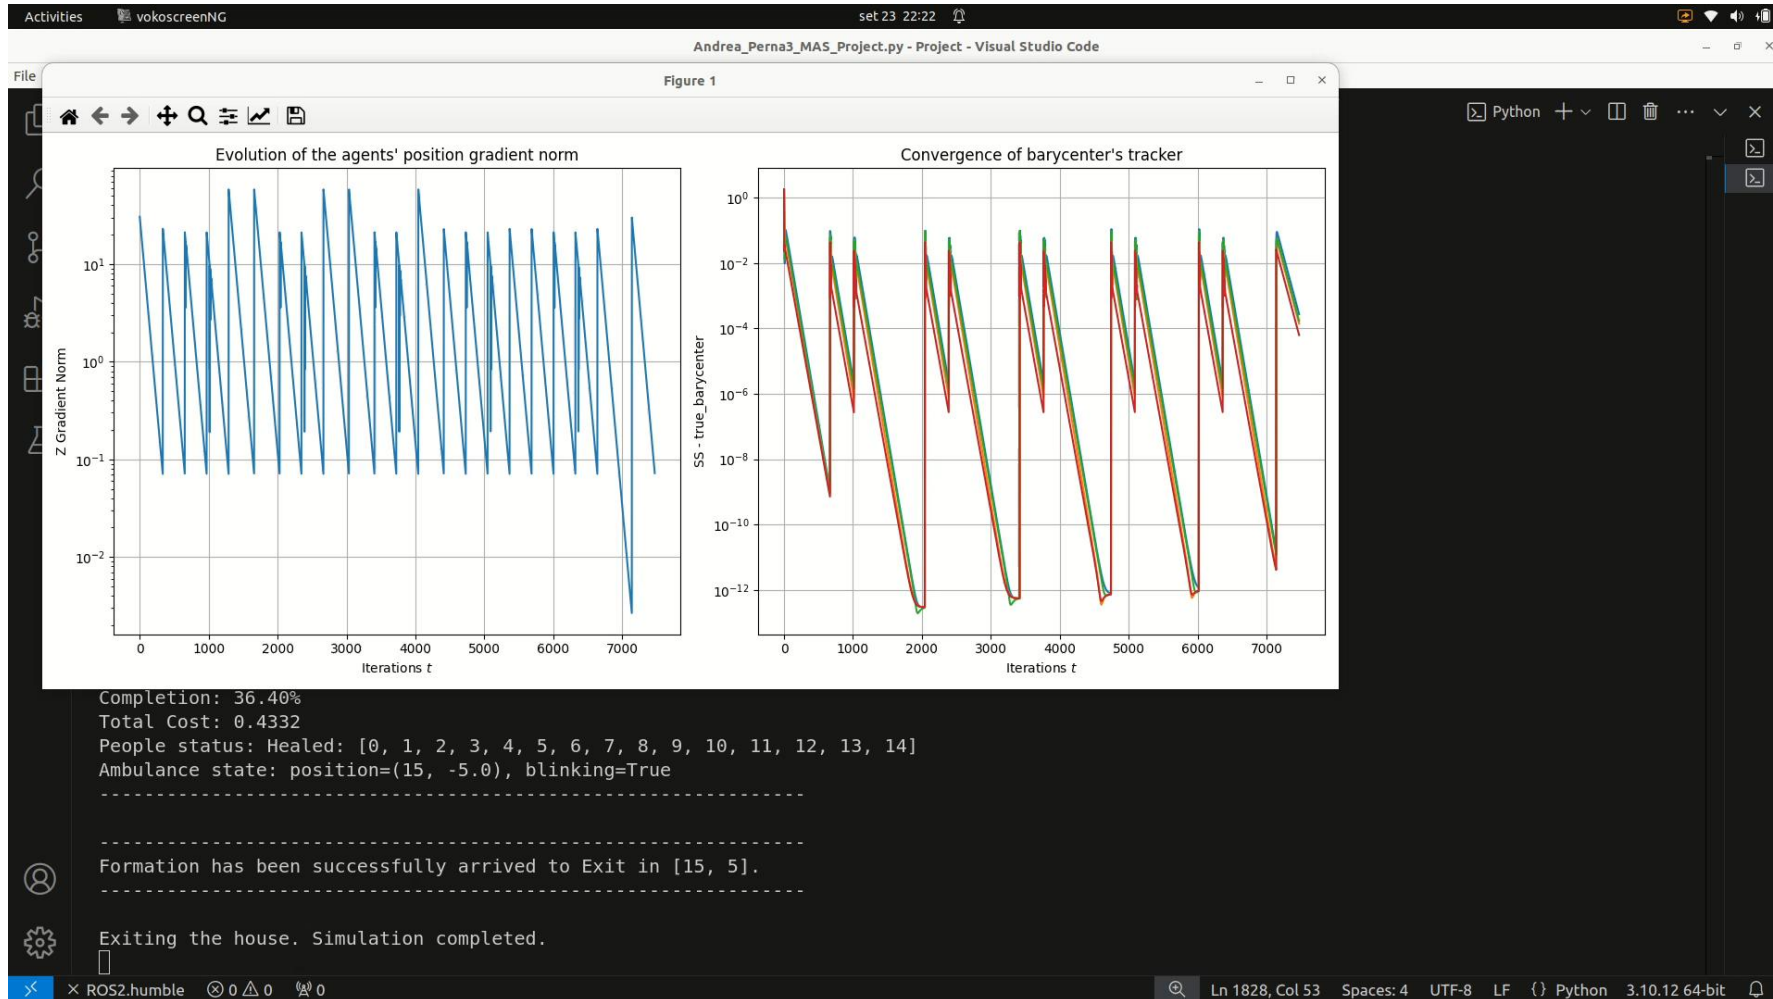 Activities vokoscreenNG set 23 22:22
Andrea_Perna3_MAS_Project.py - Project - Visual Studio Code
File
Figure 1
Python
Evolution of the agents' position gradient norm
Z Gradient Norm
10¹
10⁰
10⁻¹
10⁻²
0 1000 2000 3000 4000 5000 6000 7000
Iterations t
Convergence of barycenter's tracker
SS - true_barycenter
10⁰
10⁻²
10⁻⁴
10⁻⁶
10⁻⁸
10⁻¹⁰
10⁻¹²
0 1000 2000 3000 4000 5000 6000 7000
Iterations t
Completion: 36.40%
Total Cost: 0.4332
People status: Healed: [0, 1, 2, 3, 4, 5, 6, 7, 8, 9, 10, 11, 12, 13, 14]
Ambulance state: position=(15, -5.0), blinking=True
---------------------------------------------------------------
---------------------------------------------------------------
Formation has been successfully arrived to Exit in [15, 5].
---------------------------------------------------------------
Exiting the house. Simulation completed.
ROS2.humble 0 0 0 Ln 1828, Col 53 Spaces: 4 UTF-8 LF {} Python 3.10.12 64-bit